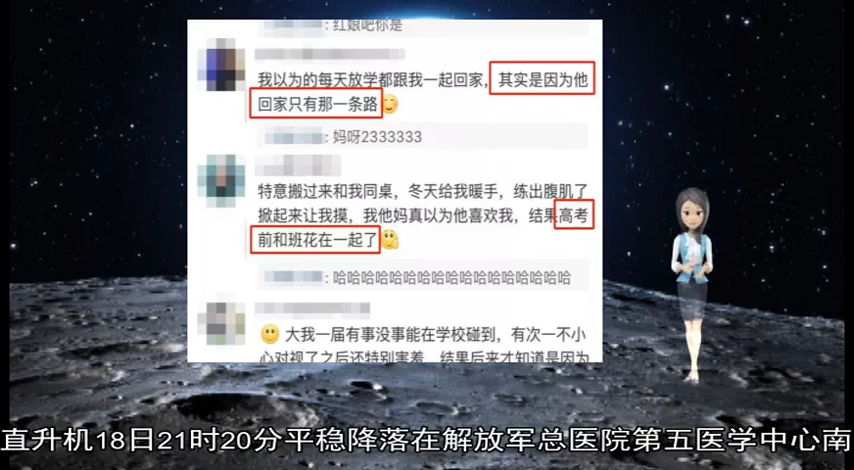 : 红娘吧你是
我以为的每天放学都跟我一起回家，其实是因为他
回家只有那一条路
: 妈呀2333333
特意搬过来和我同桌，冬天给我暖手，练出腹肌了
掀起来让我摸，我他妈真以为他喜欢我，结果高考
前和班花在一起了
: 哈哈哈哈哈哈哈哈哈哈哈哈哈哈哈哈哈
大我一届有事没事能在学校碰到，有次一不小
心对视了之后还特别害羞，结果后来才知道是因为
直升机18日21时20分平稳降落在解放军总医院第五医学中心南